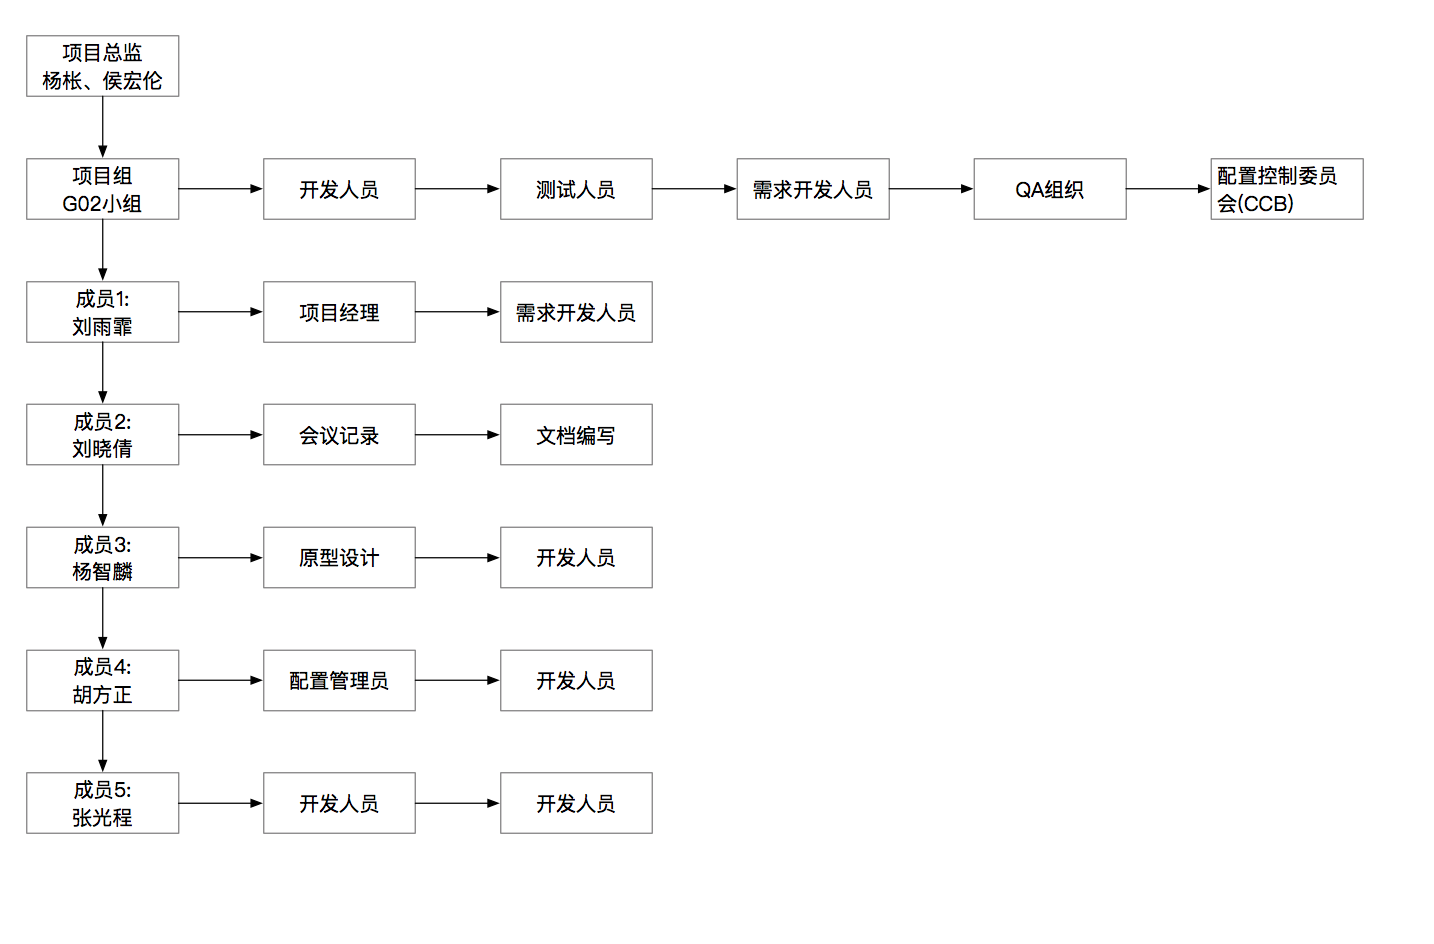 项目总监
杨枨、侯宏伦
项目组
G02小组
开发人员
测试人员
需求开发人员
QA组织
配置控制委员
会(CCB)
成员1:
刘雨霏
项目经理
需求开发人员
成员2:
刘晓倩
会议记录
文档编写
成员3:
杨智麟
原型设计
开发人员
成员4:
胡方正
配置管理员
开发人员
成员5:
张光程
开发人员
开发人员